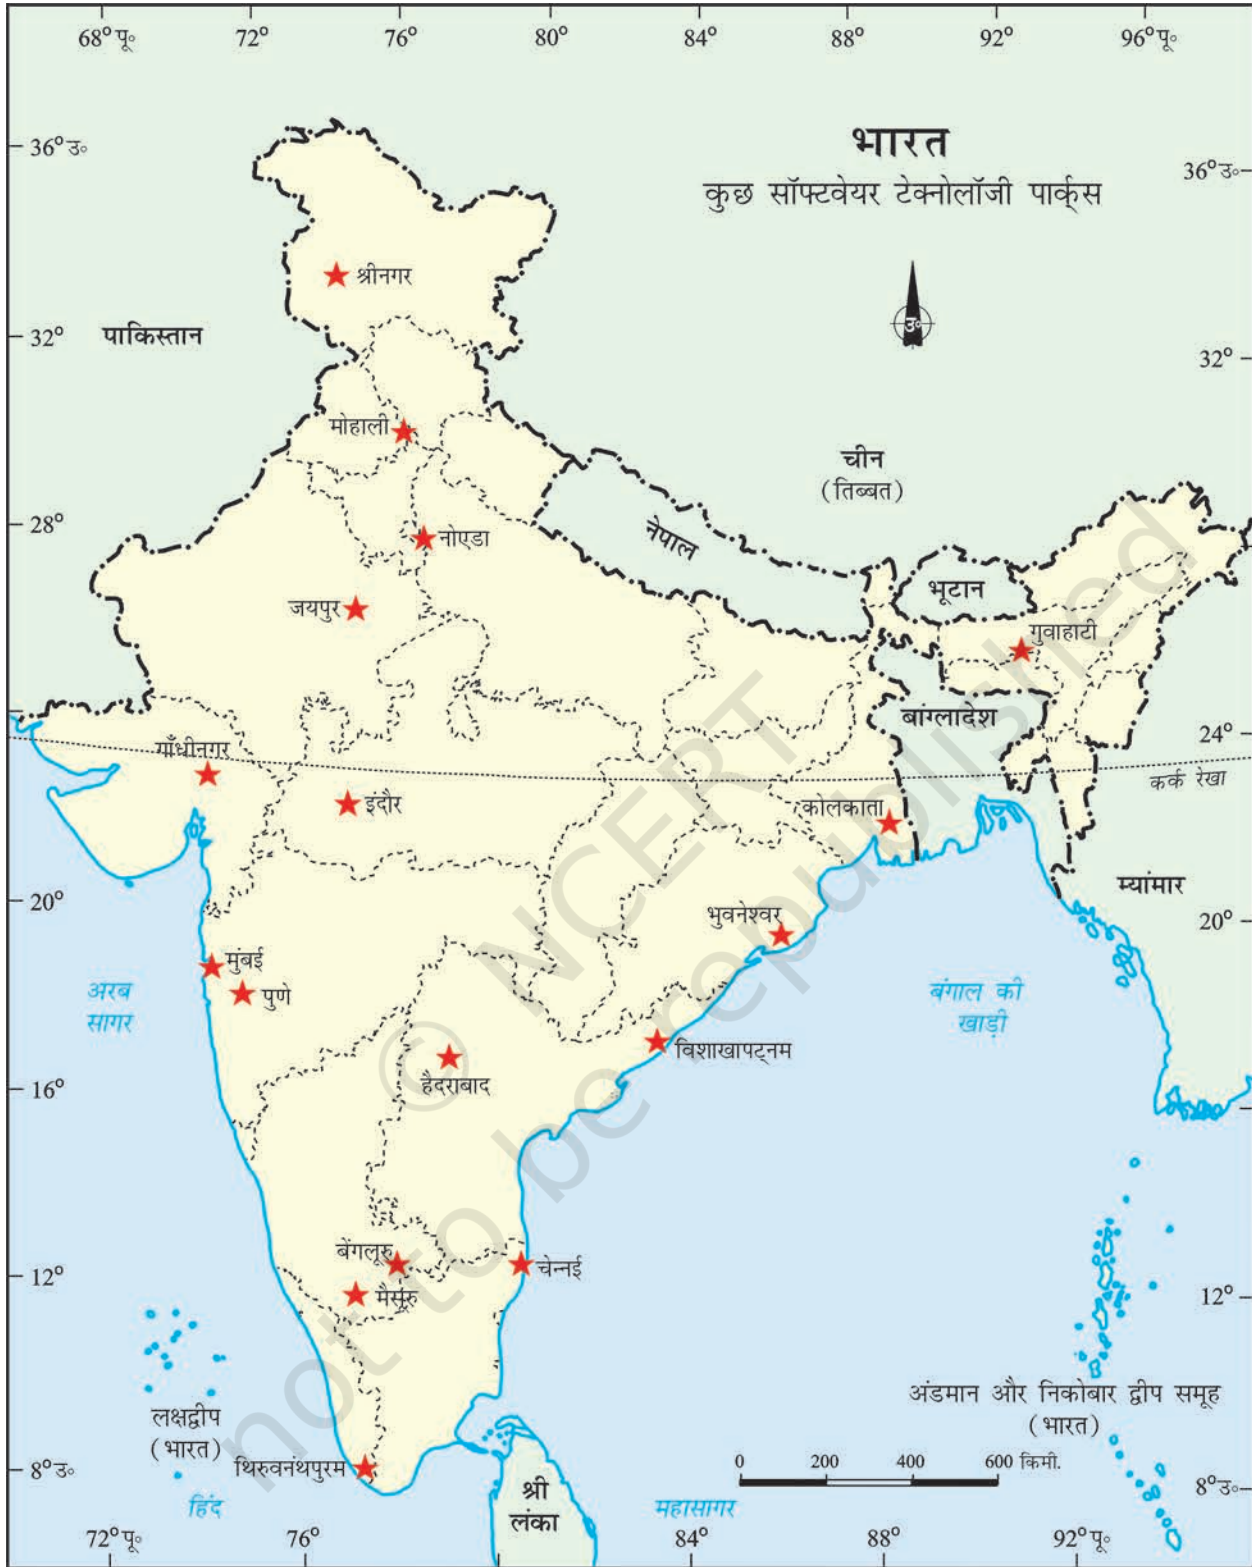 68° पू॰ 72° 76° 80° 84° 88° 92° 96° पू॰
भारत
कुछ सॉफ्टवेयर टेक्नोलॉजी पार्क्स
36° उ॰
36° उ॰
श्रीनगर
उ॰
पाकिस्तान
32°
32°
मोहाली
चीन
(तिब्बत)
28°
नोएडा
नेपाल
भूटान
जयपुर
गुवाहाटी
बांग्लादेश
गाँधीनगर
24°
कर्क रेखा
इंदौर
कोलकाता
म्यांमार
20°
भुवनेश्वर
20°
मुंबई
पुणे
अरब
सागर
बंगाल की
खाड़ी
विशाखापट्नम
हैदराबाद
16°
© NCERT
not to be republished
बेंगलूरु
चेन्नई
12°
मैसूरु
12°
अंडमान और निकोबार द्वीप समूह
(भारत)
लक्षद्वीप
(भारत)
थिरुवनंथपुरम
8° उ॰
0 200 400 600 किमी.
8° उ॰
श्री
लंका
हिंद महासागर
72° पू॰ 76° 84° 88° 92° पू॰